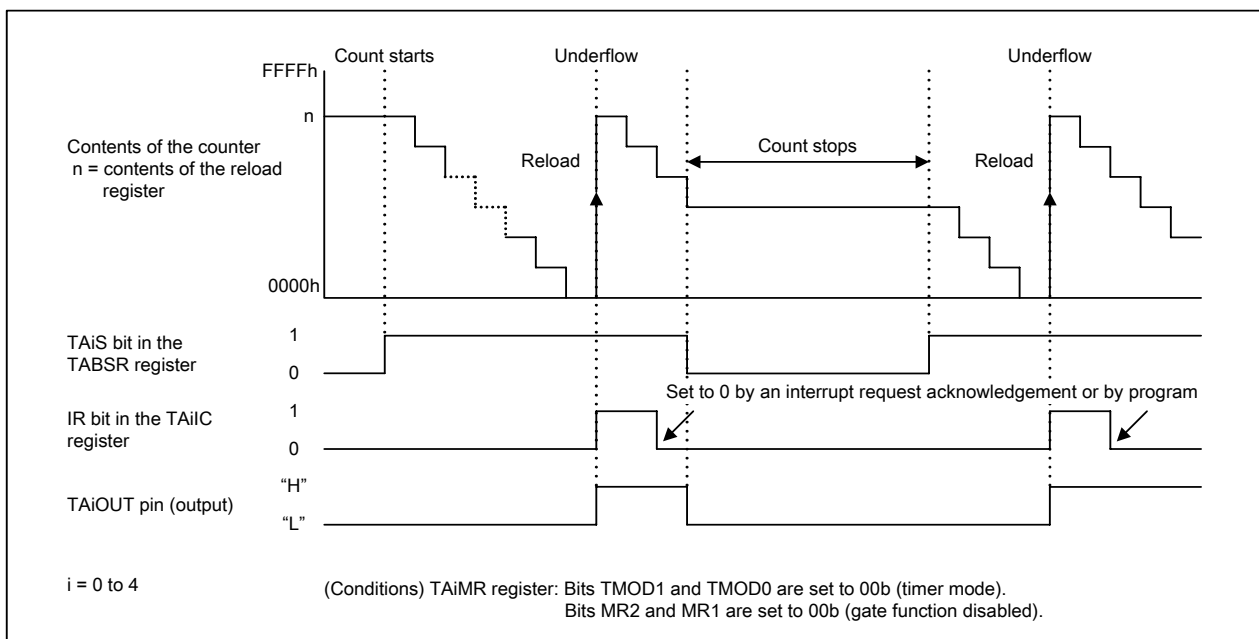 Count starts
Underflow
Underflow
FFFFh
n
Contents of the counter
n = contents of the reload
register
Reload
Count stops
Reload
0000h
TAiS bit in the
TABSR register
1
0
Set to 0 by an interrupt request acknowledgement or by program
IR bit in the TAiIC
register
1
0
TAiOUT pin (output)
“H”
“L”
i = 0 to 4
(Conditions) TAiMR register: Bits TMOD1 and TMOD0 are set to 00b (timer mode).
Bits MR2 and MR1 are set to 00b (gate function disabled).